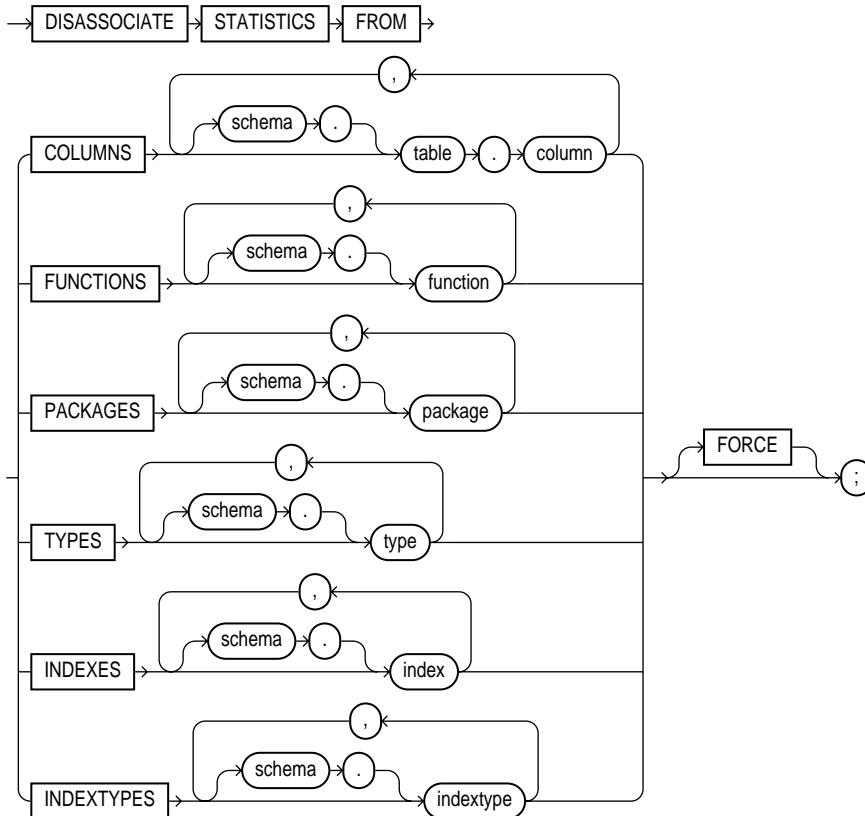 DISASSOCIATE STATISTICS FROM
,
schema .
COLUMNS table . column
,
schema .
FUNCTIONS function
,
schema .
PACKAGES package
FORCE
,
;
schema .
TYPES type
,
schema .
INDEXES index
,
schema .
INDEXTYPES indextype